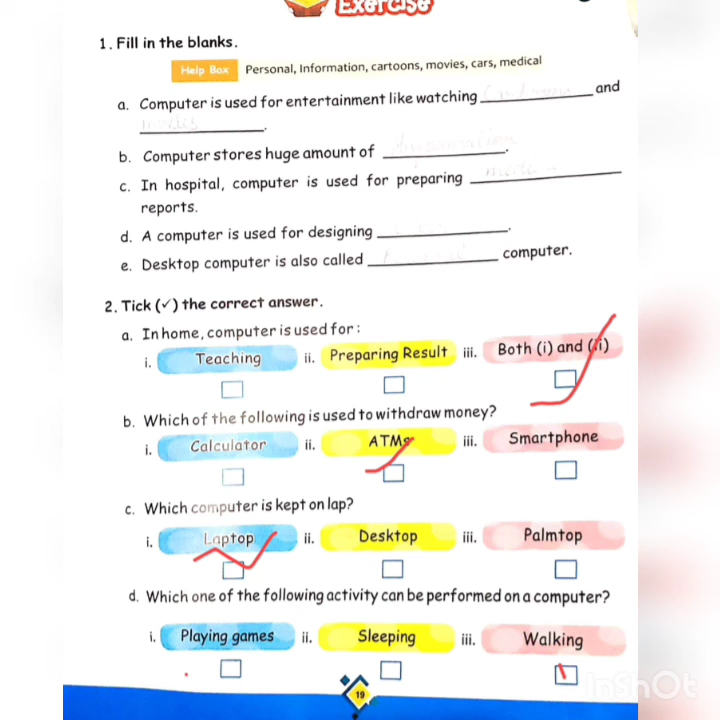 Exercise
1. Fill in the blanks.
Help Box Personal, Information, cartoons, movies, cars, medical
a. Computer is used for entertainment like watching cartoons and
movies.
b. Computer stores huge amount of information.
c. In hospital, computer is used for preparing
reports.
d. A computer is used for designing
e. Desktop computer is also called computer.
2. Tick (✓) the correct answer.
a. In home, computer is used for :
i. Teaching ii. Preparing Result iii. Both (i) and (ii)
b. Which of the following is used to withdraw money?
i. Calculator ii. ATMs iii. Smartphone
c. Which computer is kept on lap?
i. Laptop ii. Desktop iii. Palmtop
d. Which one of the following activity can be performed on a computer?
i. Playing games ii. Sleeping iii. Walking
19
InShOt